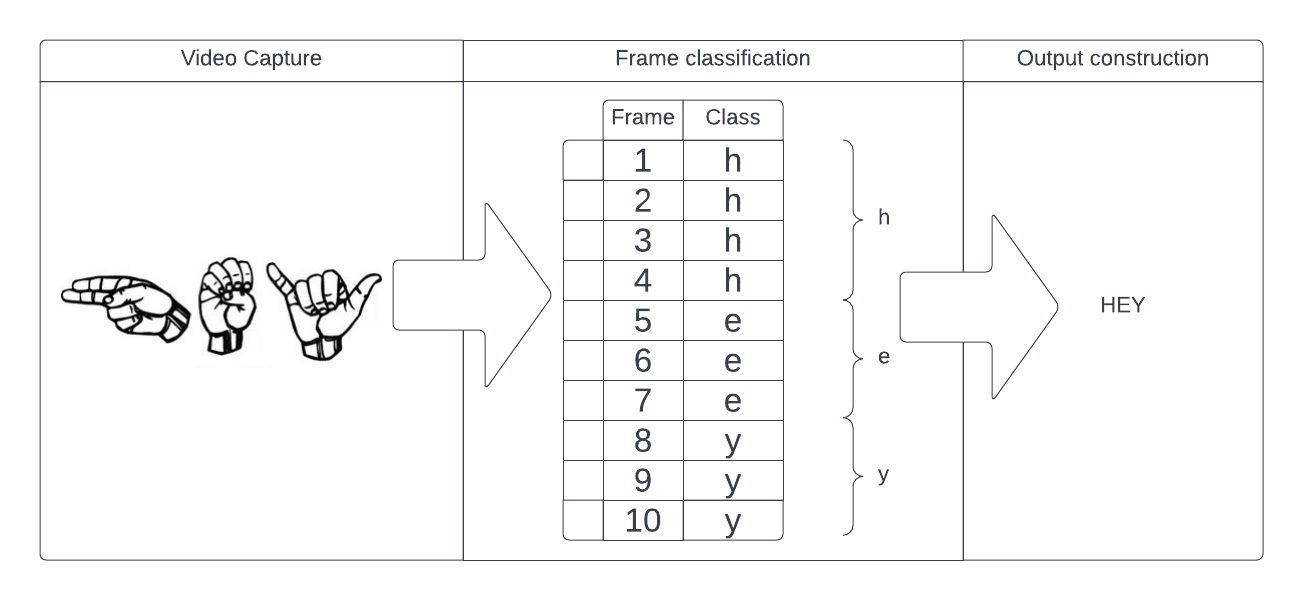 Video Capture
Frame classification
Output construction
Frame Class
1 h
2 h
3 h
4 h
5 e
6 e
7 e
8 y
9 y
10 y
h
e
y
HEY